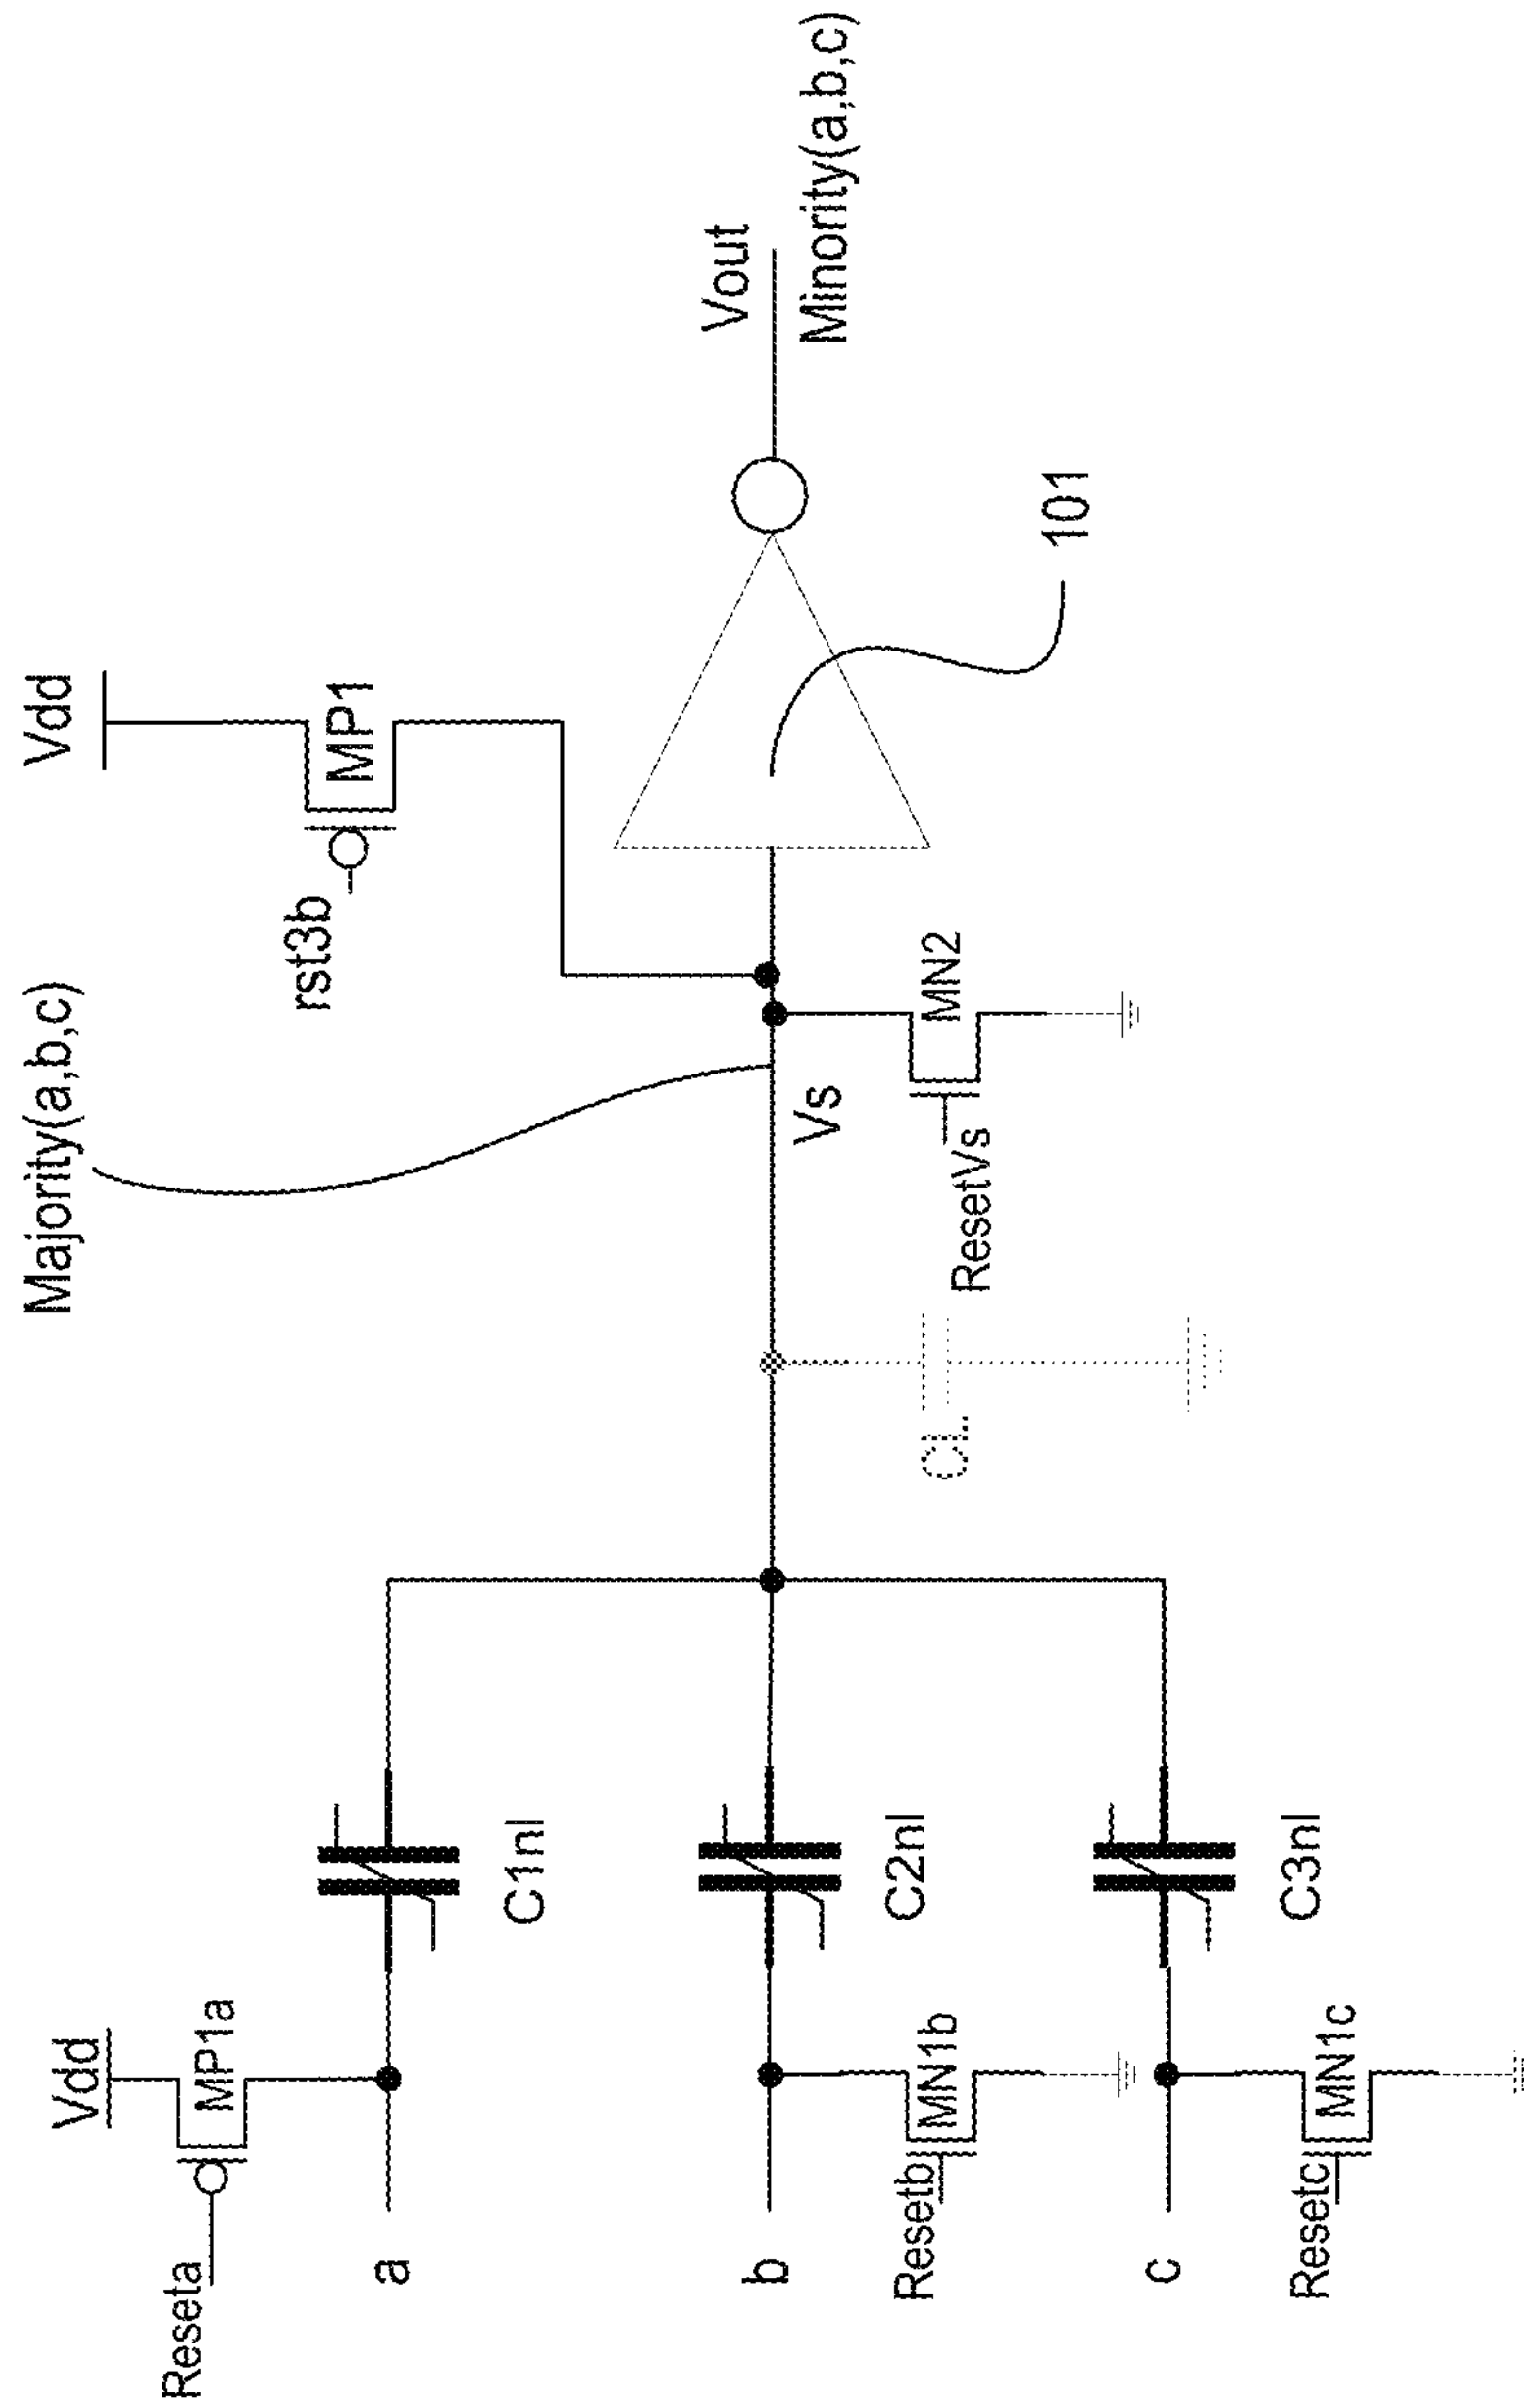 Majority(a,b,c)
Vdd
Vdd
Reseta
MP1a
MP1
rst3b
a
C1nl
Vout
Minority(a,b,c)
Vs
b
C2nl
CL
MN2
ResetVs
101
Resetb
MN1b
c
C3nl
Resetc
MN1c